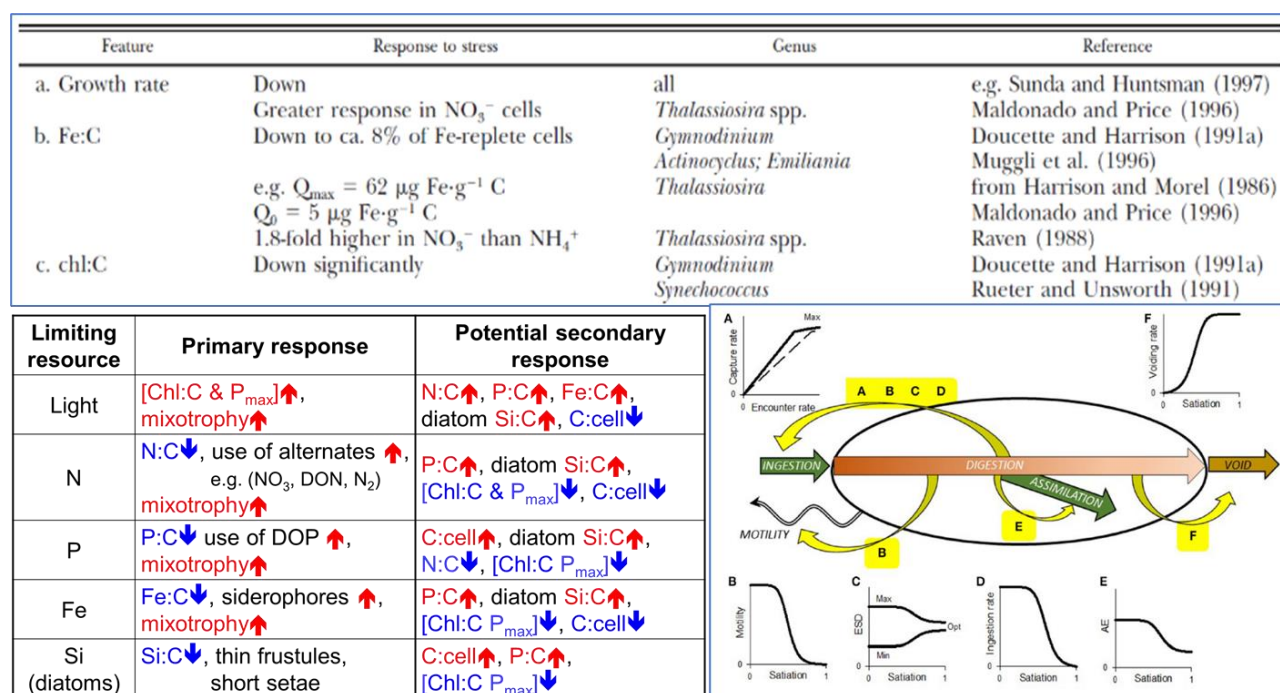 Feature Response to stress Genus Reference
a. Growth rate Down all e.g. Sunda and Huntsman (1997)
Greater response in NO₃⁻ cells Thalassiosira spp. Maldonado and Price (1996)
b. Fe:C Down to ca. 8% of Fe-replete cells Gymnodinium Doucette and Harrison (1991a)
Actinocyclus; Emiliania Muggli et al. (1996)
e.g. Qmax = 62 µg Fe·g⁻¹ C Thalassiosira from Harrison and Morel (1986)
Q₀ = 5 µg Fe·g⁻¹ C Maldonado and Price (1996)
1.8-fold higher in NO₃⁻ than NH₄⁺ Thalassiosira spp. Raven (1988)
c. chl:C Down significantly Gymnodinium Doucette and Harrison (1991a)
Synechococcus Rueter and Unsworth (1991)
Limiting
resource
Primary response
Potential secondary
response
Light
[Chl:C & Pmax]🡅,
mixotrophy🡅
N:C🡅, P:C🡅, Fe:C🡅,
diatom Si:C🡅, C:cell🡇
N
N:C🡇, use of alternates 🡅,
e.g. (NO₃, DON, N₂)
mixotrophy🡅
P:C🡅, diatom Si:C🡅,
[Chl:C & Pmax]🡇, C:cell🡇
P
P:C🡇 use of DOP 🡅,
mixotrophy🡅
C:cell🡅, diatom Si:C🡅,
N:C🡇, [Chl:C Pmax]🡇
Fe
Fe:C🡇, siderophores 🡅,
mixotrophy🡅
P:C🡅, diatom Si:C🡅,
[Chl:C Pmax]🡇, C:cell🡇
Si
(diatoms)
Si:C🡇, thin frustules,
short setae
C:cell🡅, P:C🡅,
[Chl:C Pmax]🡇
A
Max
Capture rate
0
Encounter rate
F
Voiding rate
0
0 Satiation 1
A B C D
INGESTION
DIGESTION
VOID
ASSIMILATION
MOTILITY
B
E
F
B
Motility
0
0 Satiation 1
C
Max
ESD
Opt
Min
0 Satiation 1
D
Ingestion rate
0
0 Satiation 1
E
AE
0
0 Satiation 1